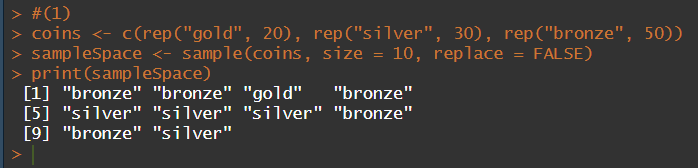 > #(1)
> coins <- c(rep("gold", 20), rep("silver", 30), rep("bronze", 50))
> sampleSpace <- sample(coins, size = 10, replace = FALSE)
> print(sampleSpace)
 [1] "bronze" "bronze" "gold"   "bronze"
 [5] "silver" "silver" "silver" "bronze"
 [9] "bronze" "silver"
>